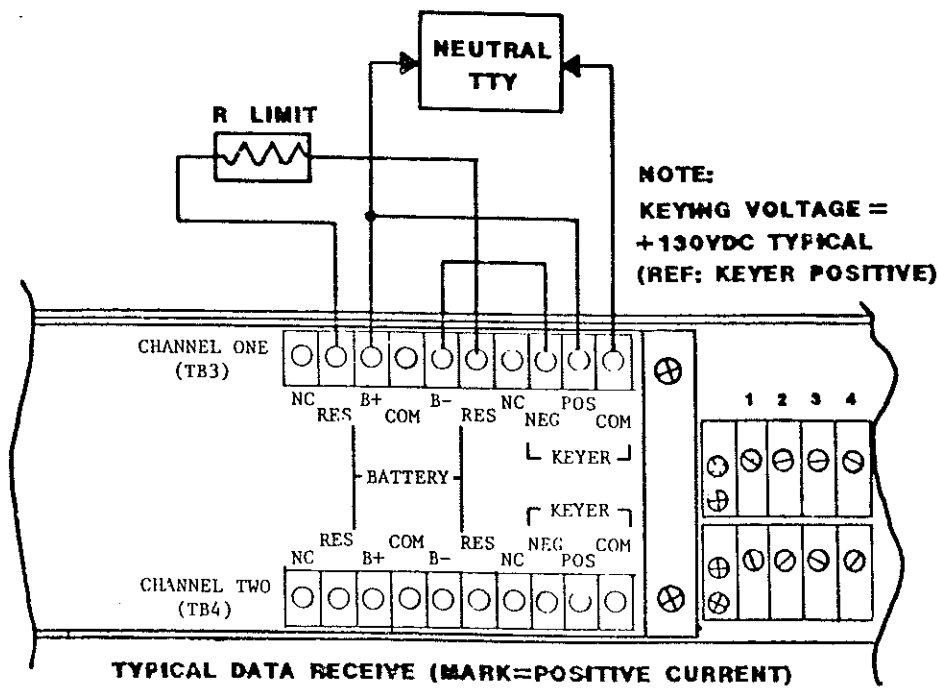 NEUTRAL
TTY
R LIMIT
NOTE:
KEYING VOLTAGE =
+130VDC TYPICAL
(REF: KEYER POSITIVE)
CHANNEL ONE
(TB3)
NC RES B+ COM B- RES NC NEG POS COM
KEYER
BATTERY
1 2 3 4
KEYER
NC RES B+ COM B- RES NC NEG POS COM
CHANNEL TWO
(TB4)
TYPICAL DATA RECEIVE (MARK=POSITIVE CURRENT)